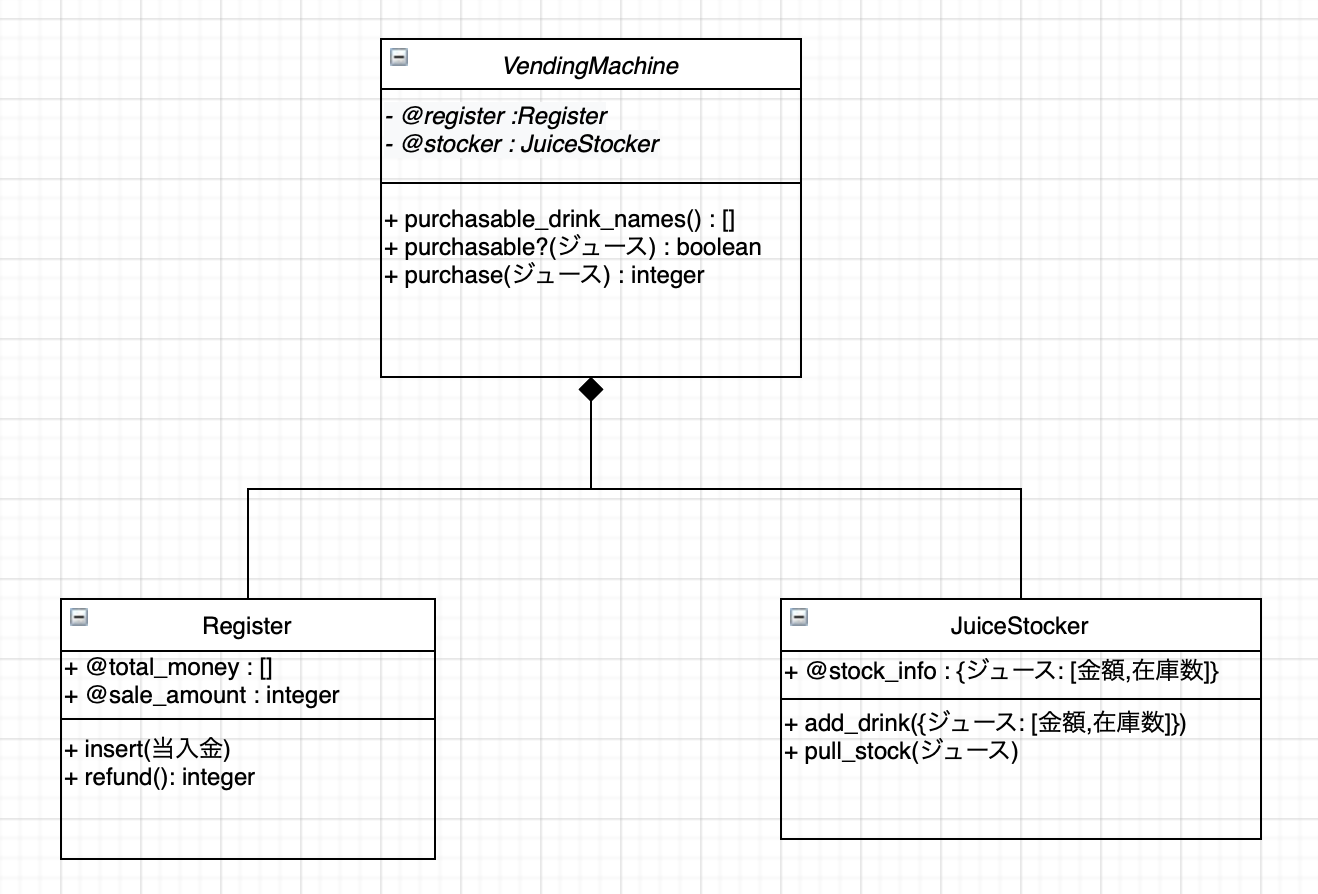 VendingMachine
- @register :Register
- @stocker : JuiceStocker
+ purchasable_drink_names() : []
+ purchasable?(ジュース) : boolean
+ purchase(ジュース) : integer
Register
+ @total_money : []
+ @sale_amount : integer
+ insert(当入金)
+ refund(): integer
JuiceStocker
+ @stock_info : {ジュース: [金額,在庫数]}
+ add_drink({ジュース: [金額,在庫数]})
+ pull_stock(ジュース)